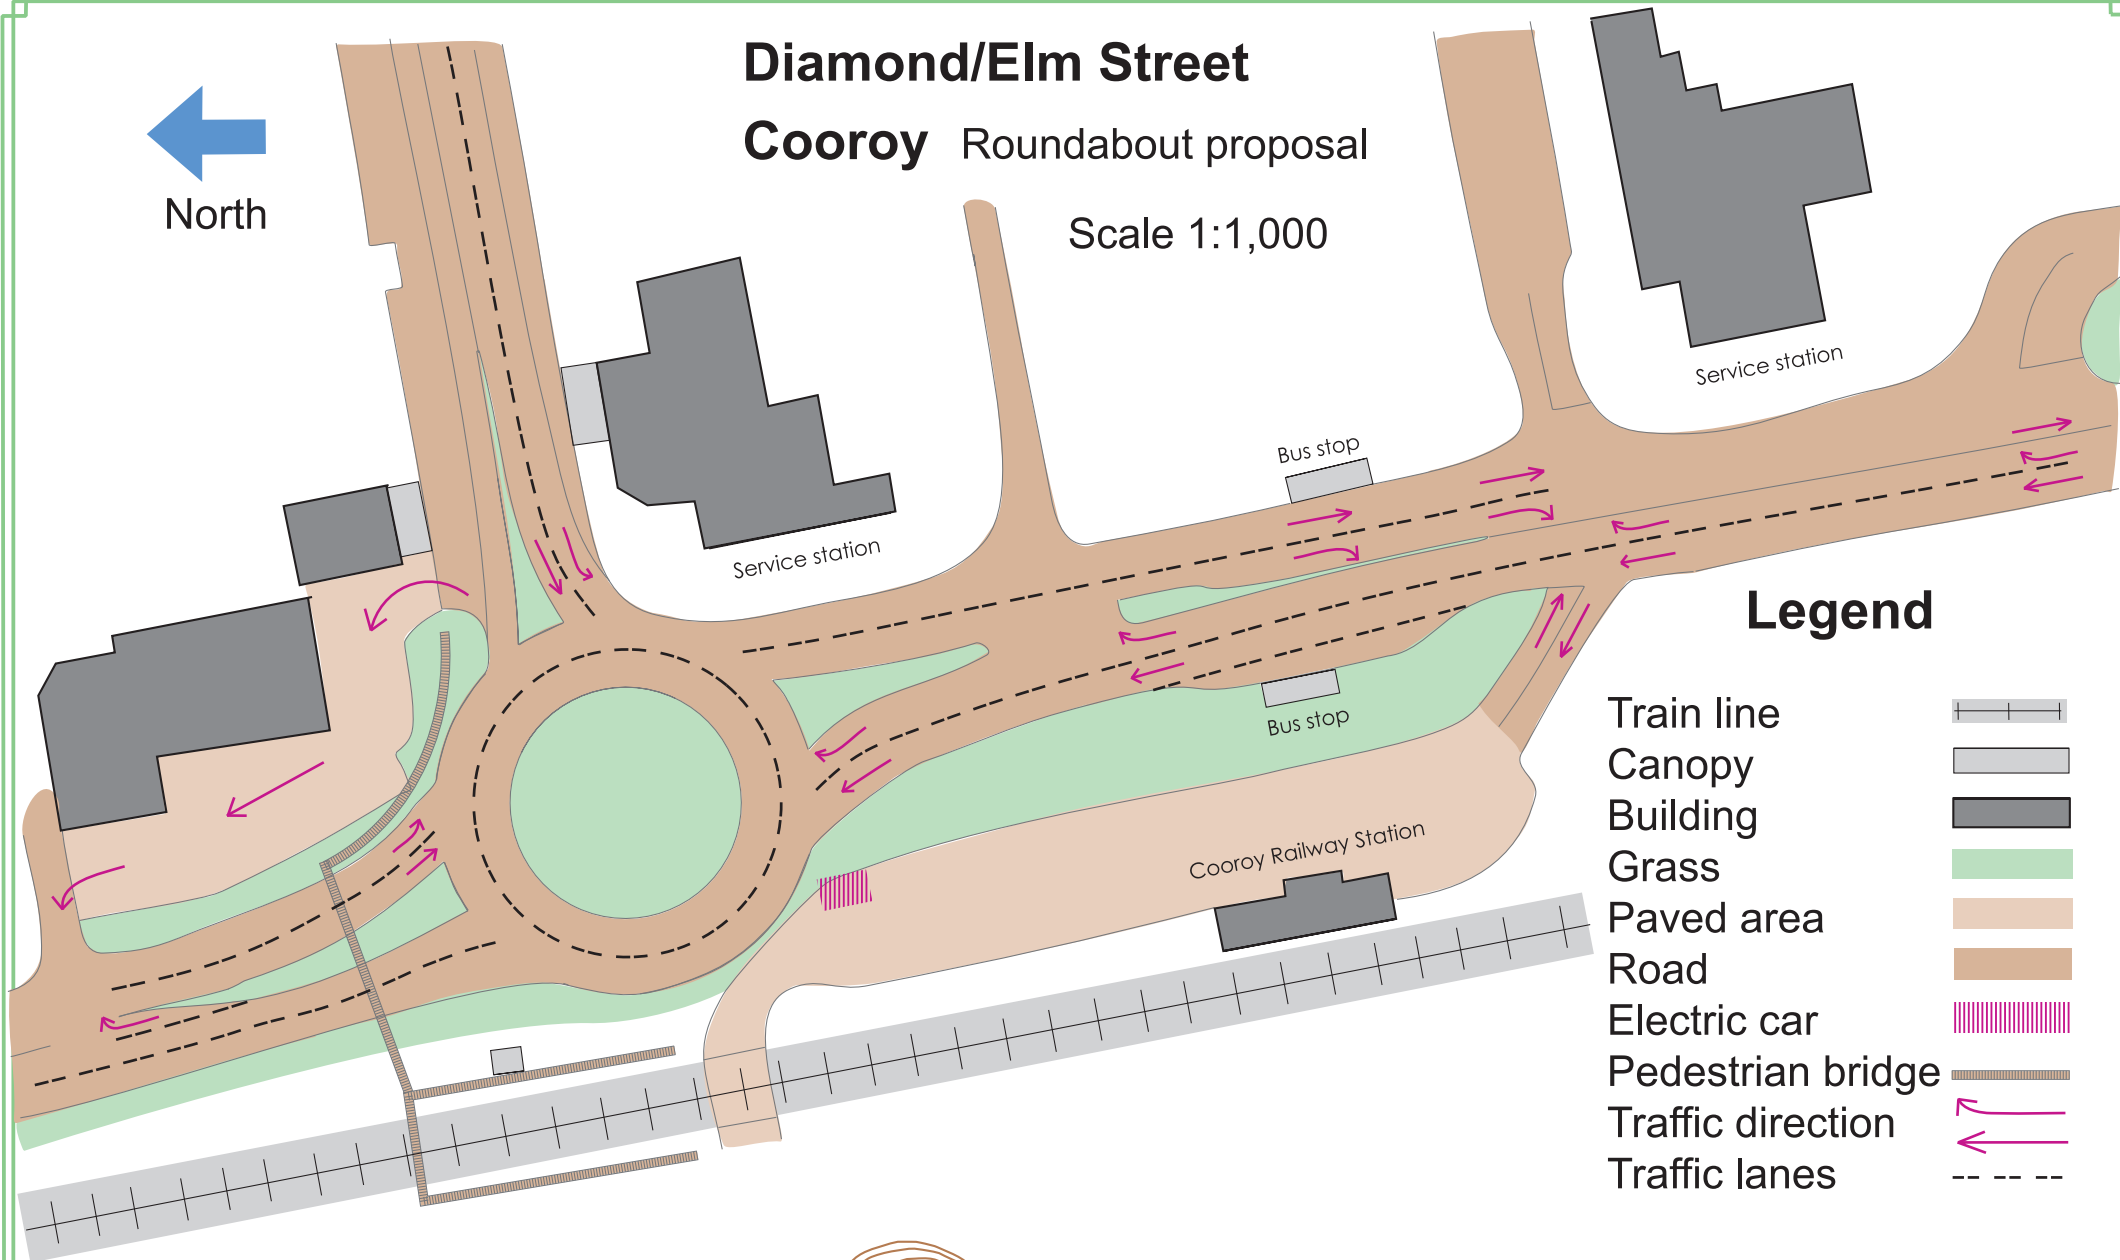 Diamond/Elm Street
Cooroy Roundabout proposal
Scale 1:1,000
North
Service station
Bus stop
Service station
Bus stop
Cooroy Railway Station
Legend
Train line
Canopy
Building
Grass
Paved area
Road
Electric car
Pedestrian bridge
Traffic direction
Traffic lanes